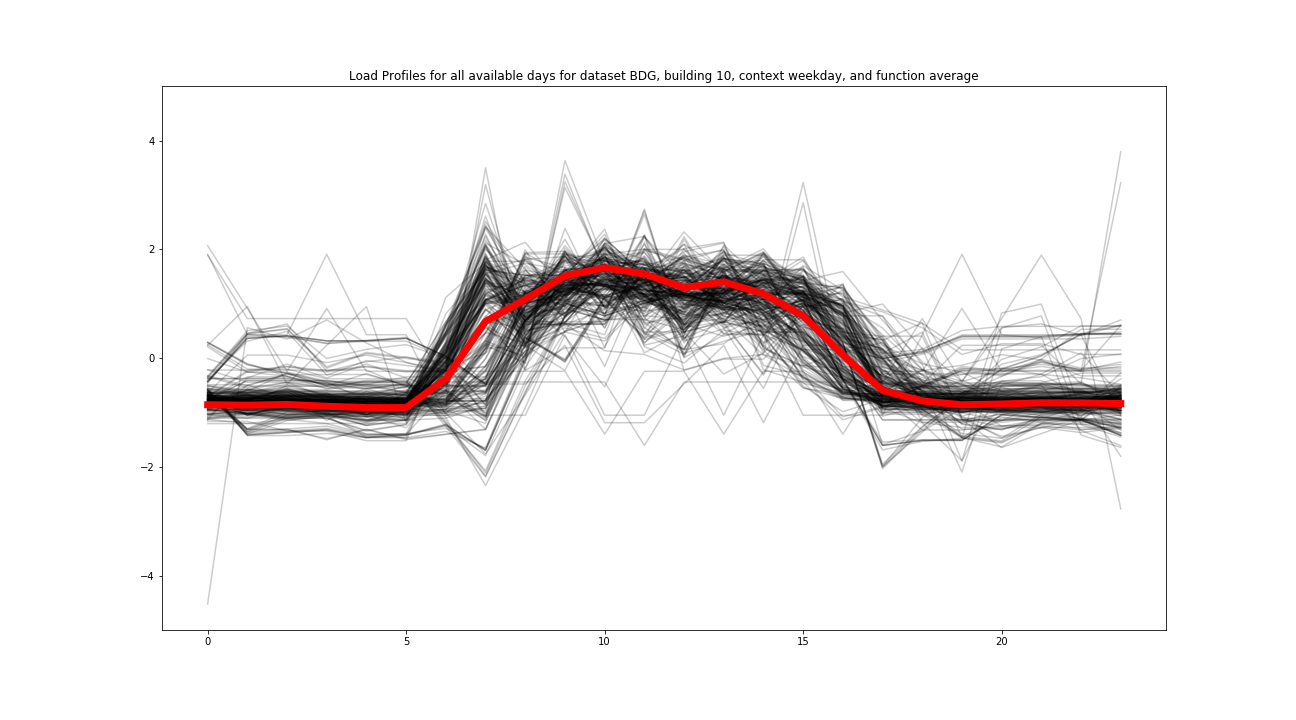 Load Profiles for all available days for dataset BDG, building 10, context weekday, and function average
4
2
0
−2
−4
0 5 10 15 20